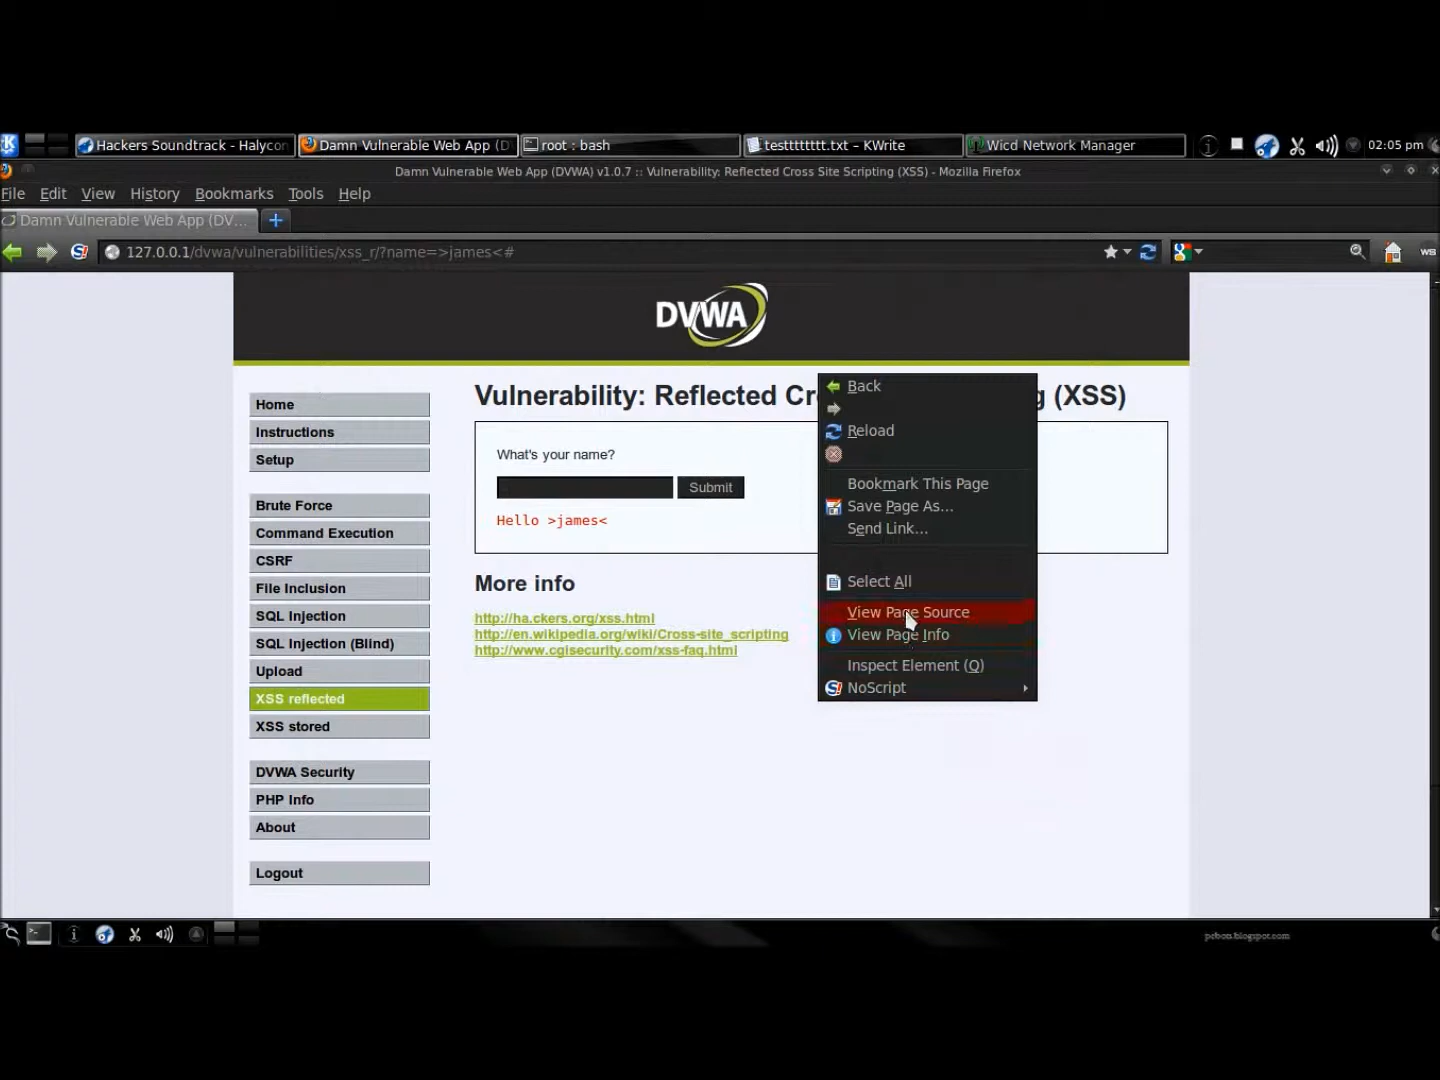 Hackers Soundtrack - Halycon
Damn Vulnerable Web App (D
root : bash
testttttttt.txt – KWrite
Wicd Network Manager
02:05 pm
Damn Vulnerable Web App (DVWA) v1.0.7 :: Vulnerability: Reflected Cross Site Scripting (XSS) - Mozilla Firefox
File Edit View History Bookmarks Tools Help
Damn Vulnerable Web App (DV...
127.0.0.1/dvwa/vulnerabilities/xss_r/?name=>james<#
DVWA
Home
Instructions
Setup
Brute Force
Command Execution
CSRF
File Inclusion
SQL Injection
SQL Injection (Blind)
Upload
XSS reflected
XSS stored
DVWA Security
PHP Info
About
Logout
Vulnerability: Reflected Cr g (XSS)
What's your name?
Submit
Hello >james<
More info
http://ha.ckers.org/xss.html
http://en.wikipedia.org/wiki/Cross-site_scripting
http://www.cgisecurity.com/xss-faq.html
Back
Reload
Bookmark This Page
Save Page As...
Send Link...
Select All
View Page Source
View Page Info
Inspect Element (Q)
NoScript